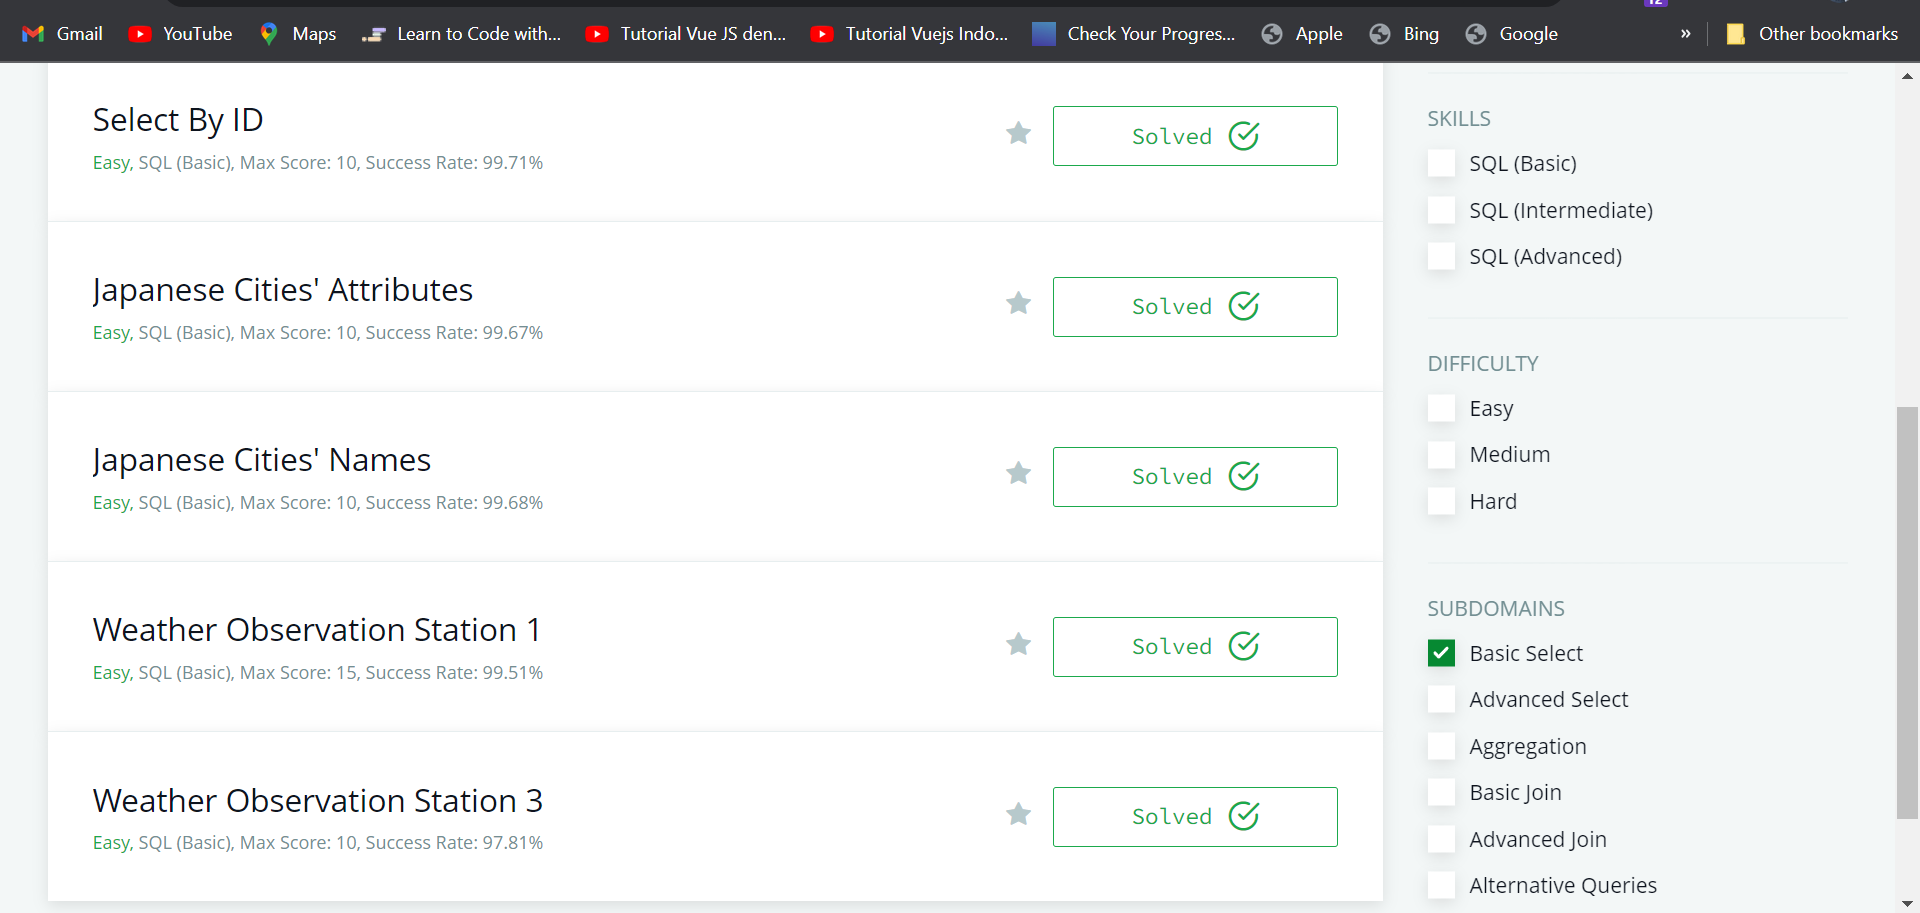 12
Gmail YouTube Maps Learn to Code with... Tutorial Vue JS den... Tutorial Vuejs Indo... Check Your Progres... Apple Bing Google » Other bookmarks
Select By ID
Easy, SQL (Basic), Max Score: 10, Success Rate: 99.71%
Solved
Japanese Cities' Attributes
Easy, SQL (Basic), Max Score: 10, Success Rate: 99.67%
Solved
Japanese Cities' Names
Easy, SQL (Basic), Max Score: 10, Success Rate: 99.68%
Solved
Weather Observation Station 1
Easy, SQL (Basic), Max Score: 15, Success Rate: 99.51%
Solved
Weather Observation Station 3
Easy, SQL (Basic), Max Score: 10, Success Rate: 97.81%
Solved
SKILLS
SQL (Basic)
SQL (Intermediate)
SQL (Advanced)
DIFFICULTY
Easy
Medium
Hard
SUBDOMAINS
Basic Select
Advanced Select
Aggregation
Basic Join
Advanced Join
Alternative Queries